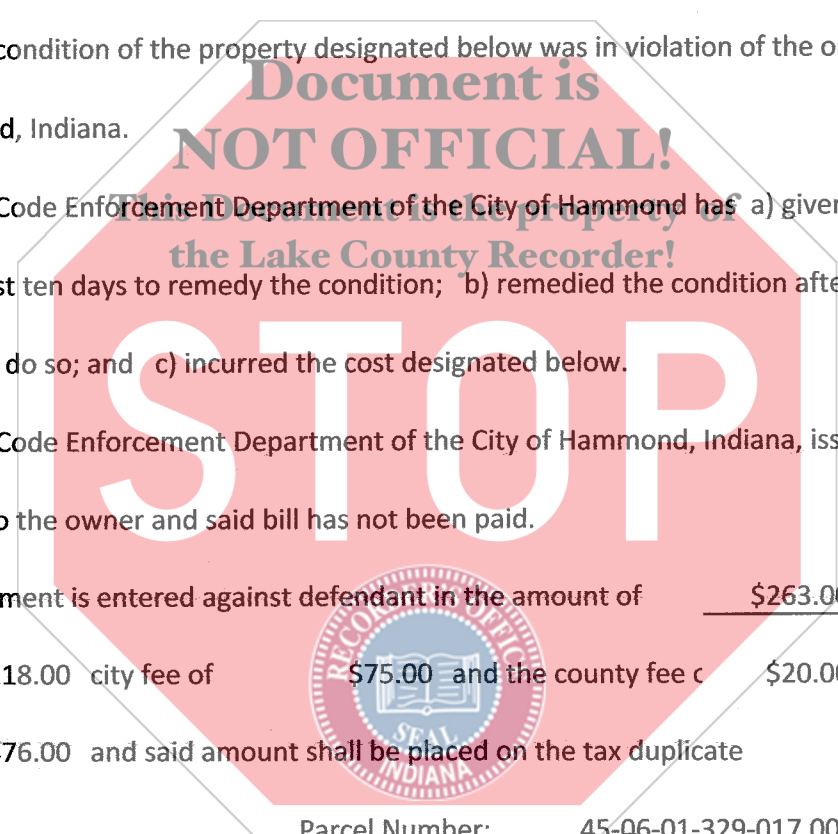 condition of the property designated below was in violation of the o
Document is
d, Indiana.
NOT OFFICIAL!
Code Enforcement Department of the City of Hammond has a) given
This Document is the property of
the Lake County Recorder!
st ten days to remedy the condition; b) remedied the condition afte
do so; and c) incurred the cost designated below.
STOP
Code Enforcement Department of the City of Hammond, Indiana, iss
o the owner and said bill has not been paid.
ment is entered against defendant in the amount of $263.00
18.00 city fee of $75.00 and the county fee o $20.00
RECORDER'S OFFICE
SEAL
INDIANA
76.00 and said amount shall be placed on the tax duplicate
Parcel Number: 45-06-01-329-017.00